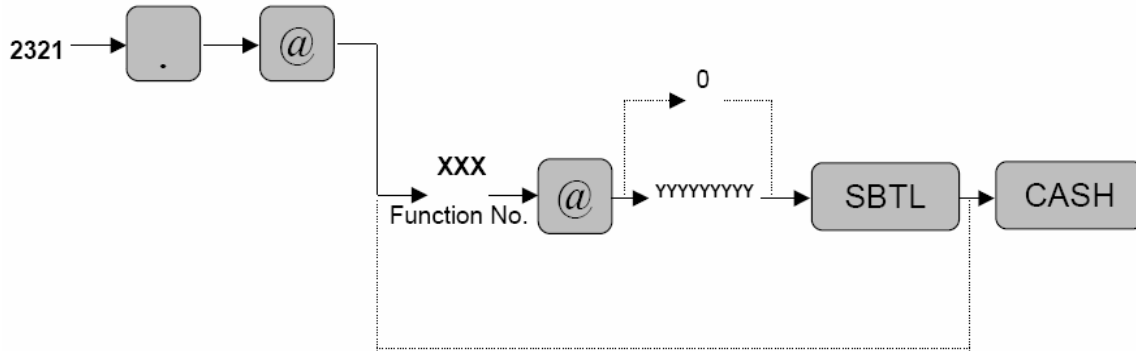 2321
.
@
0
XXX
Function No.
@
YYYYYYYYY
SBTL
CASH